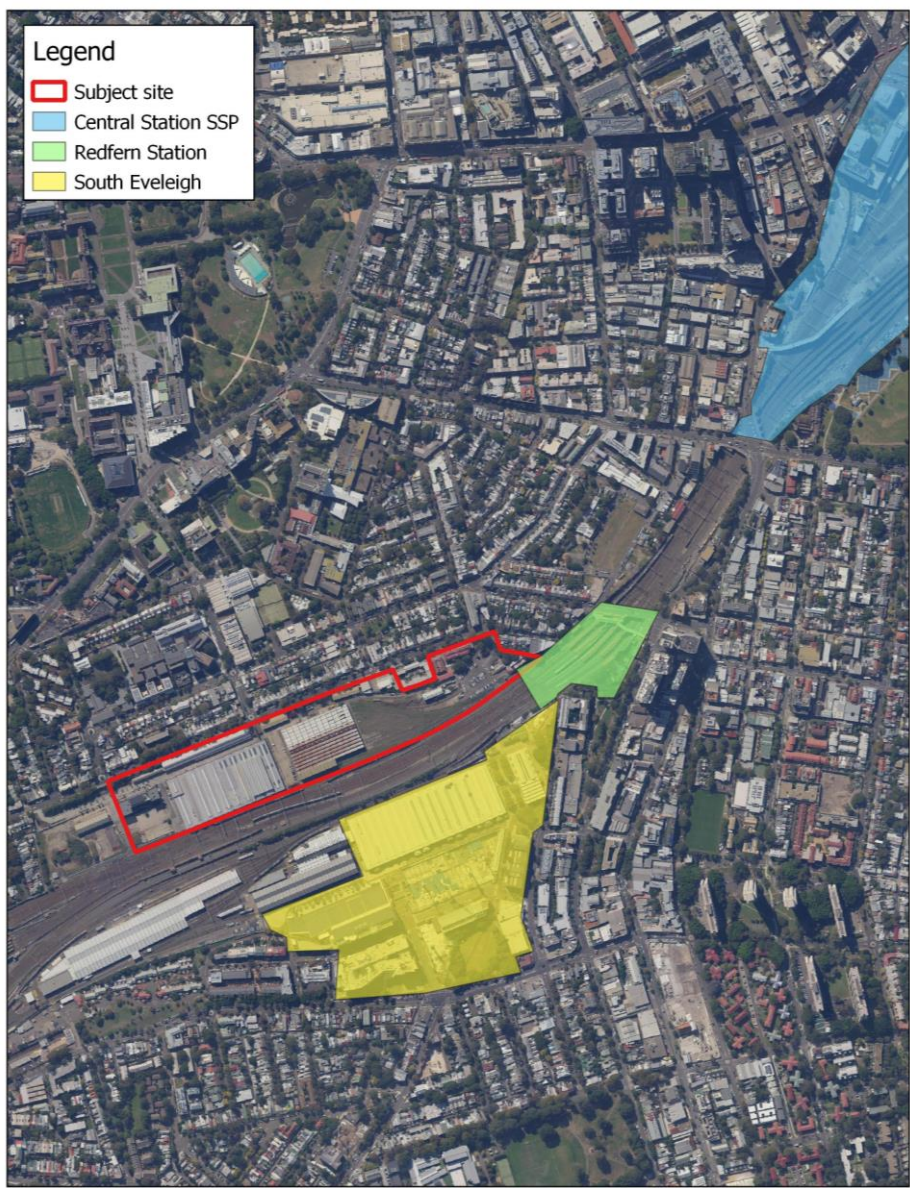 Legend
Subject site
Central Station SSP
Redfern Station
South Eveleigh